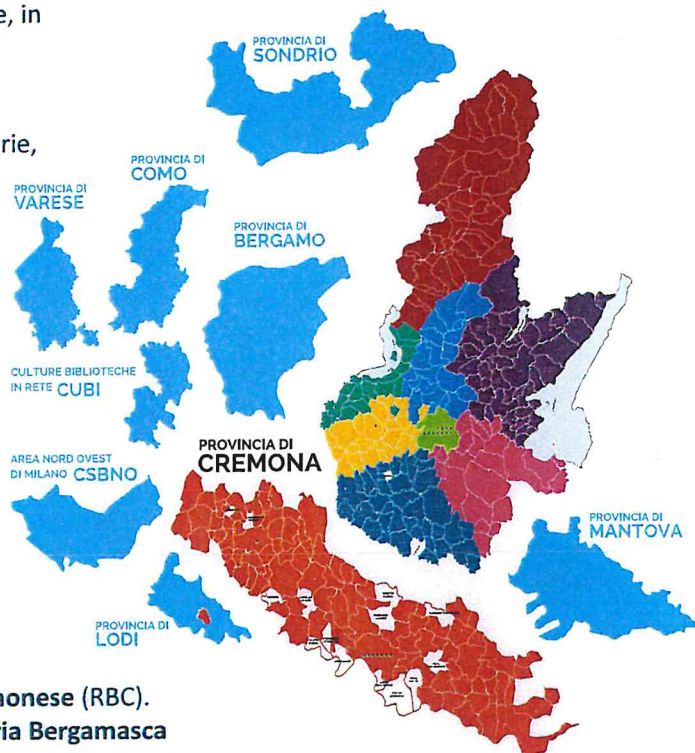 e, in
PROVINCIA DI
SONDRIO
rie,
PROVINCIA DI
COMO
PROVINCIA DI
VARESE
PROVINCIA DI
BERGAMO
CULTURE BIBLIOTECHE
IN RETE CUBI
PROVINCIA DI
CREMONA
AREA NORD OVEST
DI MILANO CSBNO
PROVINCIA DI
MANTOVA
PROVINCIA DI
LODI
onese (RBC).
ria Bergamasca